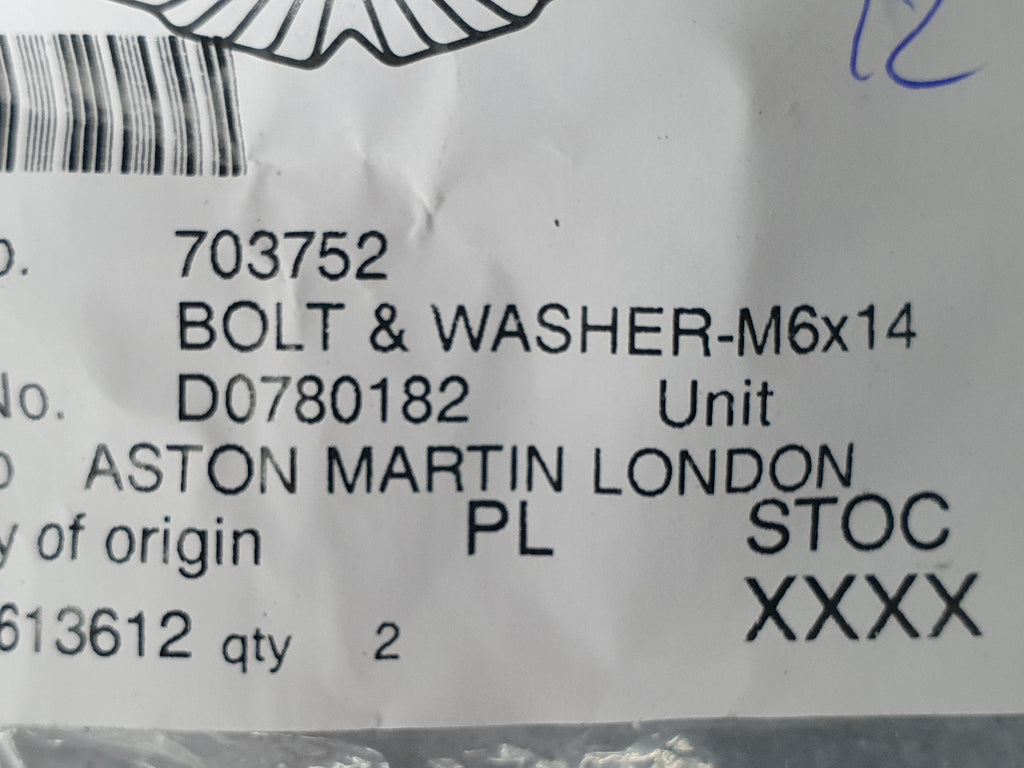 12
o. 703752
BOLT & WASHER-M6x14
No. D0780182 Unit
ASTON MARTIN LONDON
y of origin PL STOC
XXXX
613612 qty 2